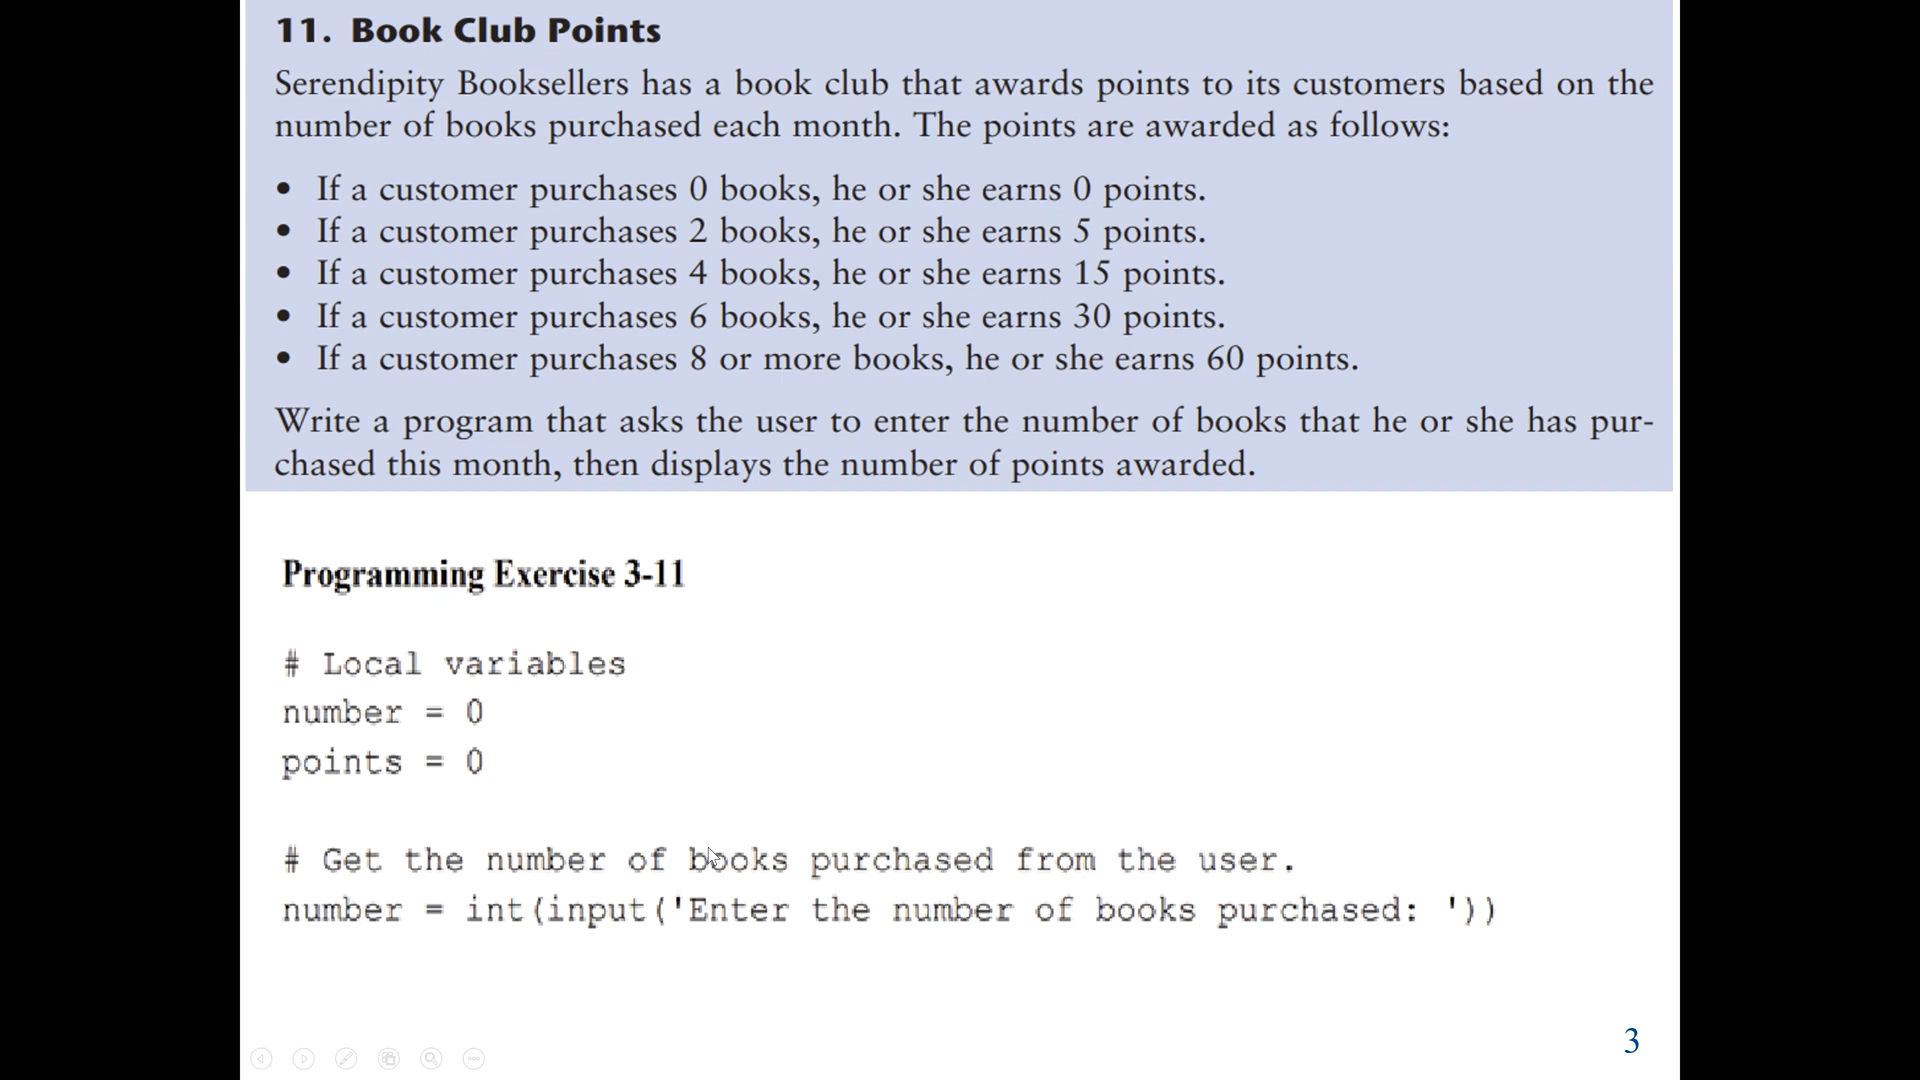 11. Book Club Points
Serendipity Booksellers has a book club that awards points to its customers based on the
number of books purchased each month. The points are awarded as follows:
• If a customer purchases 0 books, he or she earns 0 points.
• If a customer purchases 2 books, he or she earns 5 points.
• If a customer purchases 4 books, he or she earns 15 points.
• If a customer purchases 6 books, he or she earns 30 points.
• If a customer purchases 8 or more books, he or she earns 60 points.
Write a program that asks the user to enter the number of books that he or she has pur-
chased this month, then displays the number of points awarded.
Programming Exercise 3-11
# Local variables
number = 0
points = 0
# Get the number of books purchased from the user.
number = int(input('Enter the number of books purchased: '))
3